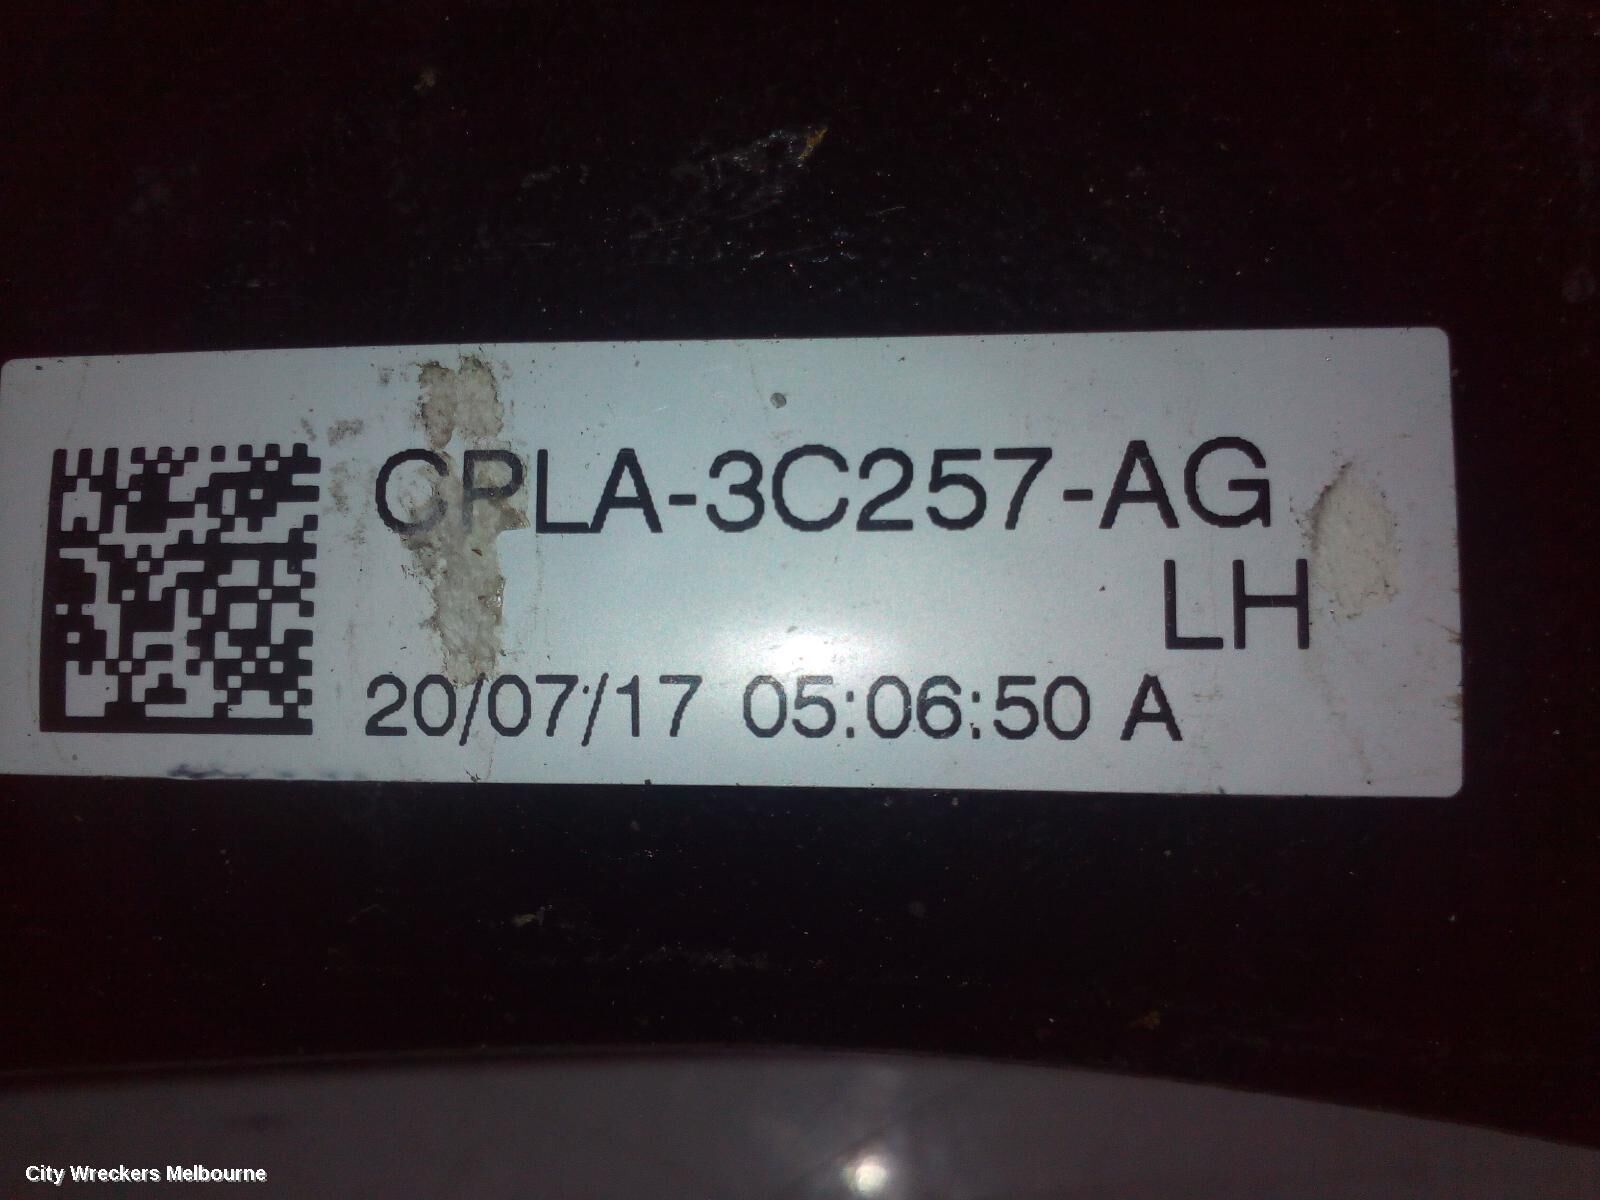 CPLA-3C257-AG
LH
20/07/17 05:06:50 A
City Wreckers Melbourne